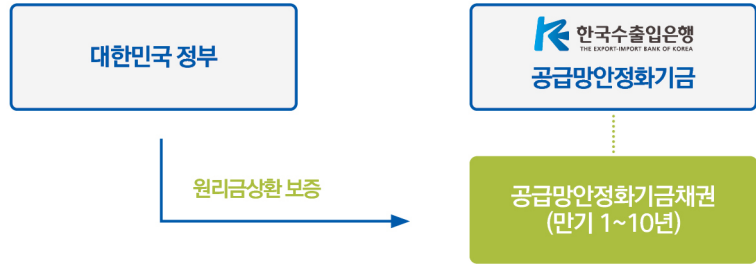 대한민국 정부
한국수출입은행
THE EXPORT-IMPORT BANK OF KOREA
공급망안정화기금
원리금상환 보증
공급망안정화기금채권
(만기 1~10년)